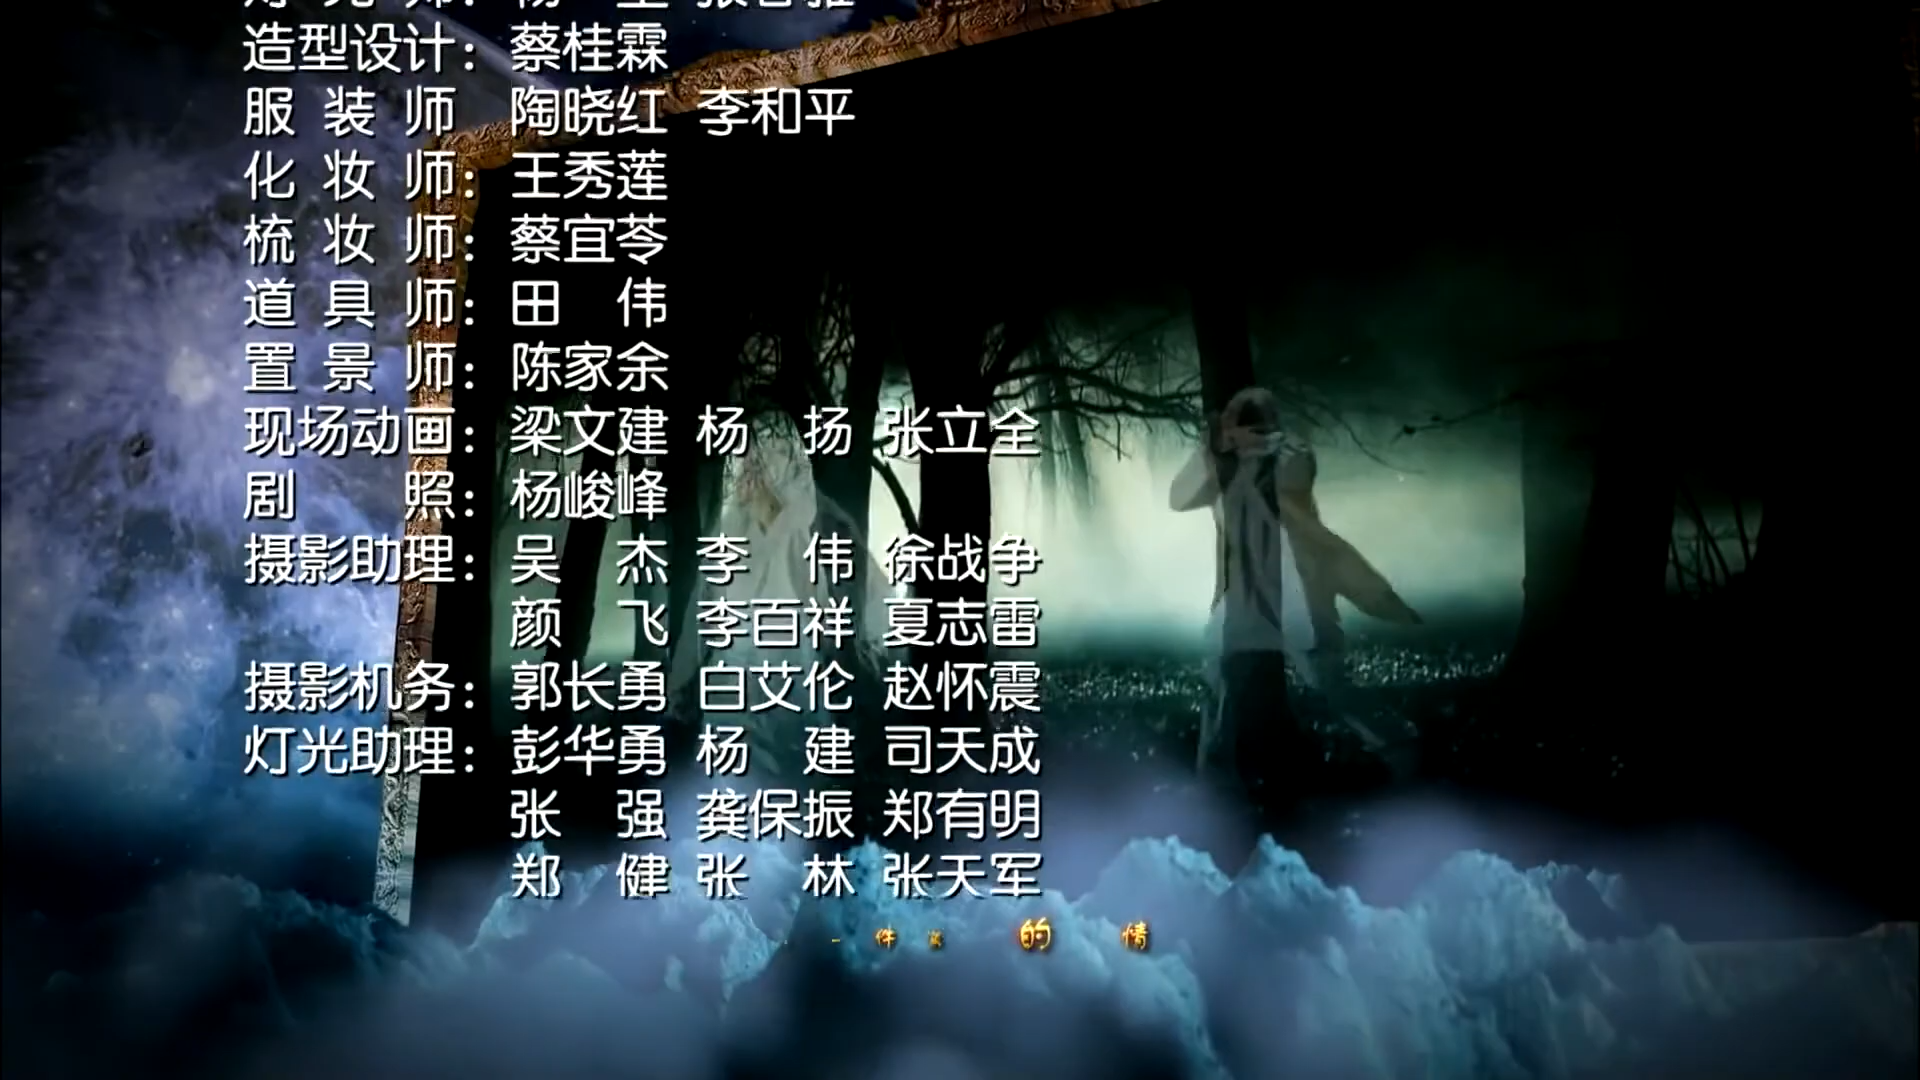 造型设计：蔡桂霖
服 装 师 陶晓红 李和平
化 妆 师：王秀莲
梳 妆 师：蔡宜苓
道 具 师：田 伟
置 景 师：陈家余
现场动画：梁文建 杨 扬 张立全
剧 照：杨峻峰
摄影助理：吴 杰 李 伟 徐战争
颜 飞 李百祥 夏志雷
摄影机务：郭长勇 白艾伦 赵怀震
灯光助理：彭华勇 杨 建 司天成
张 强 龚保振 郑有明
郑 健 张 林 张天军
一 件 的 情